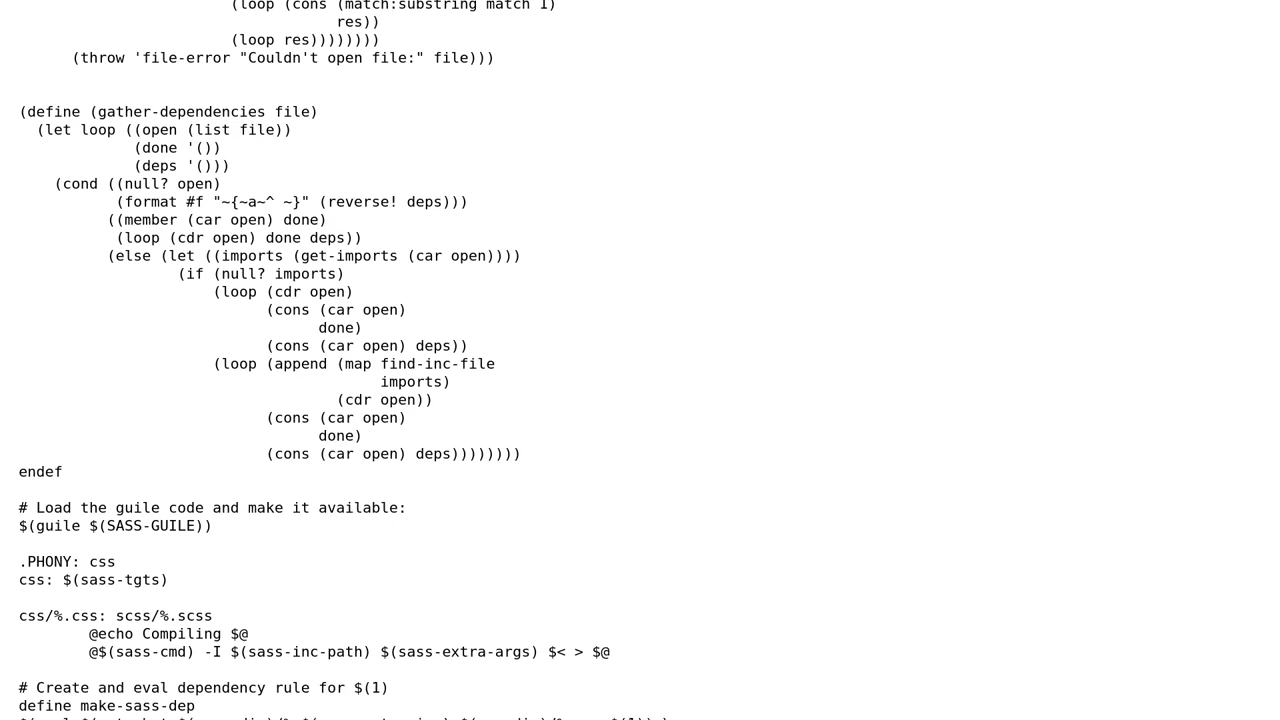 (loop (cons (match:substring match 1)
res))
(loop res))))))))
(throw 'file-error "Couldn't open file:" file)))
(define (gather-dependencies file)
(let loop ((open (list file))
(done '())
(deps '()))
(cond ((null? open)
(format #f "~{~a~^ ~}" (reverse! deps)))
((member (car open) done)
(loop (cdr open) done deps))
(else (let ((imports (get-imports (car open))))
(if (null? imports)
(loop (cdr open)
(cons (car open)
done)
(cons (car open) deps))
(loop (append (map find-inc-file
imports)
(cdr open))
(cons (car open)
done)
(cons (car open) deps))))))))
endef
# Load the guile code and make it available:
$(guile $(SASS-GUILE))
.PHONY: css
css: $(sass-tgts)
css/%.css: scss/%.scss
@echo Compiling $@
@$(sass-cmd) -I $(sass-inc-path) $(sass-extra-args) $< > $@
# Create and eval dependency rule for $(1)
define make-sass-dep